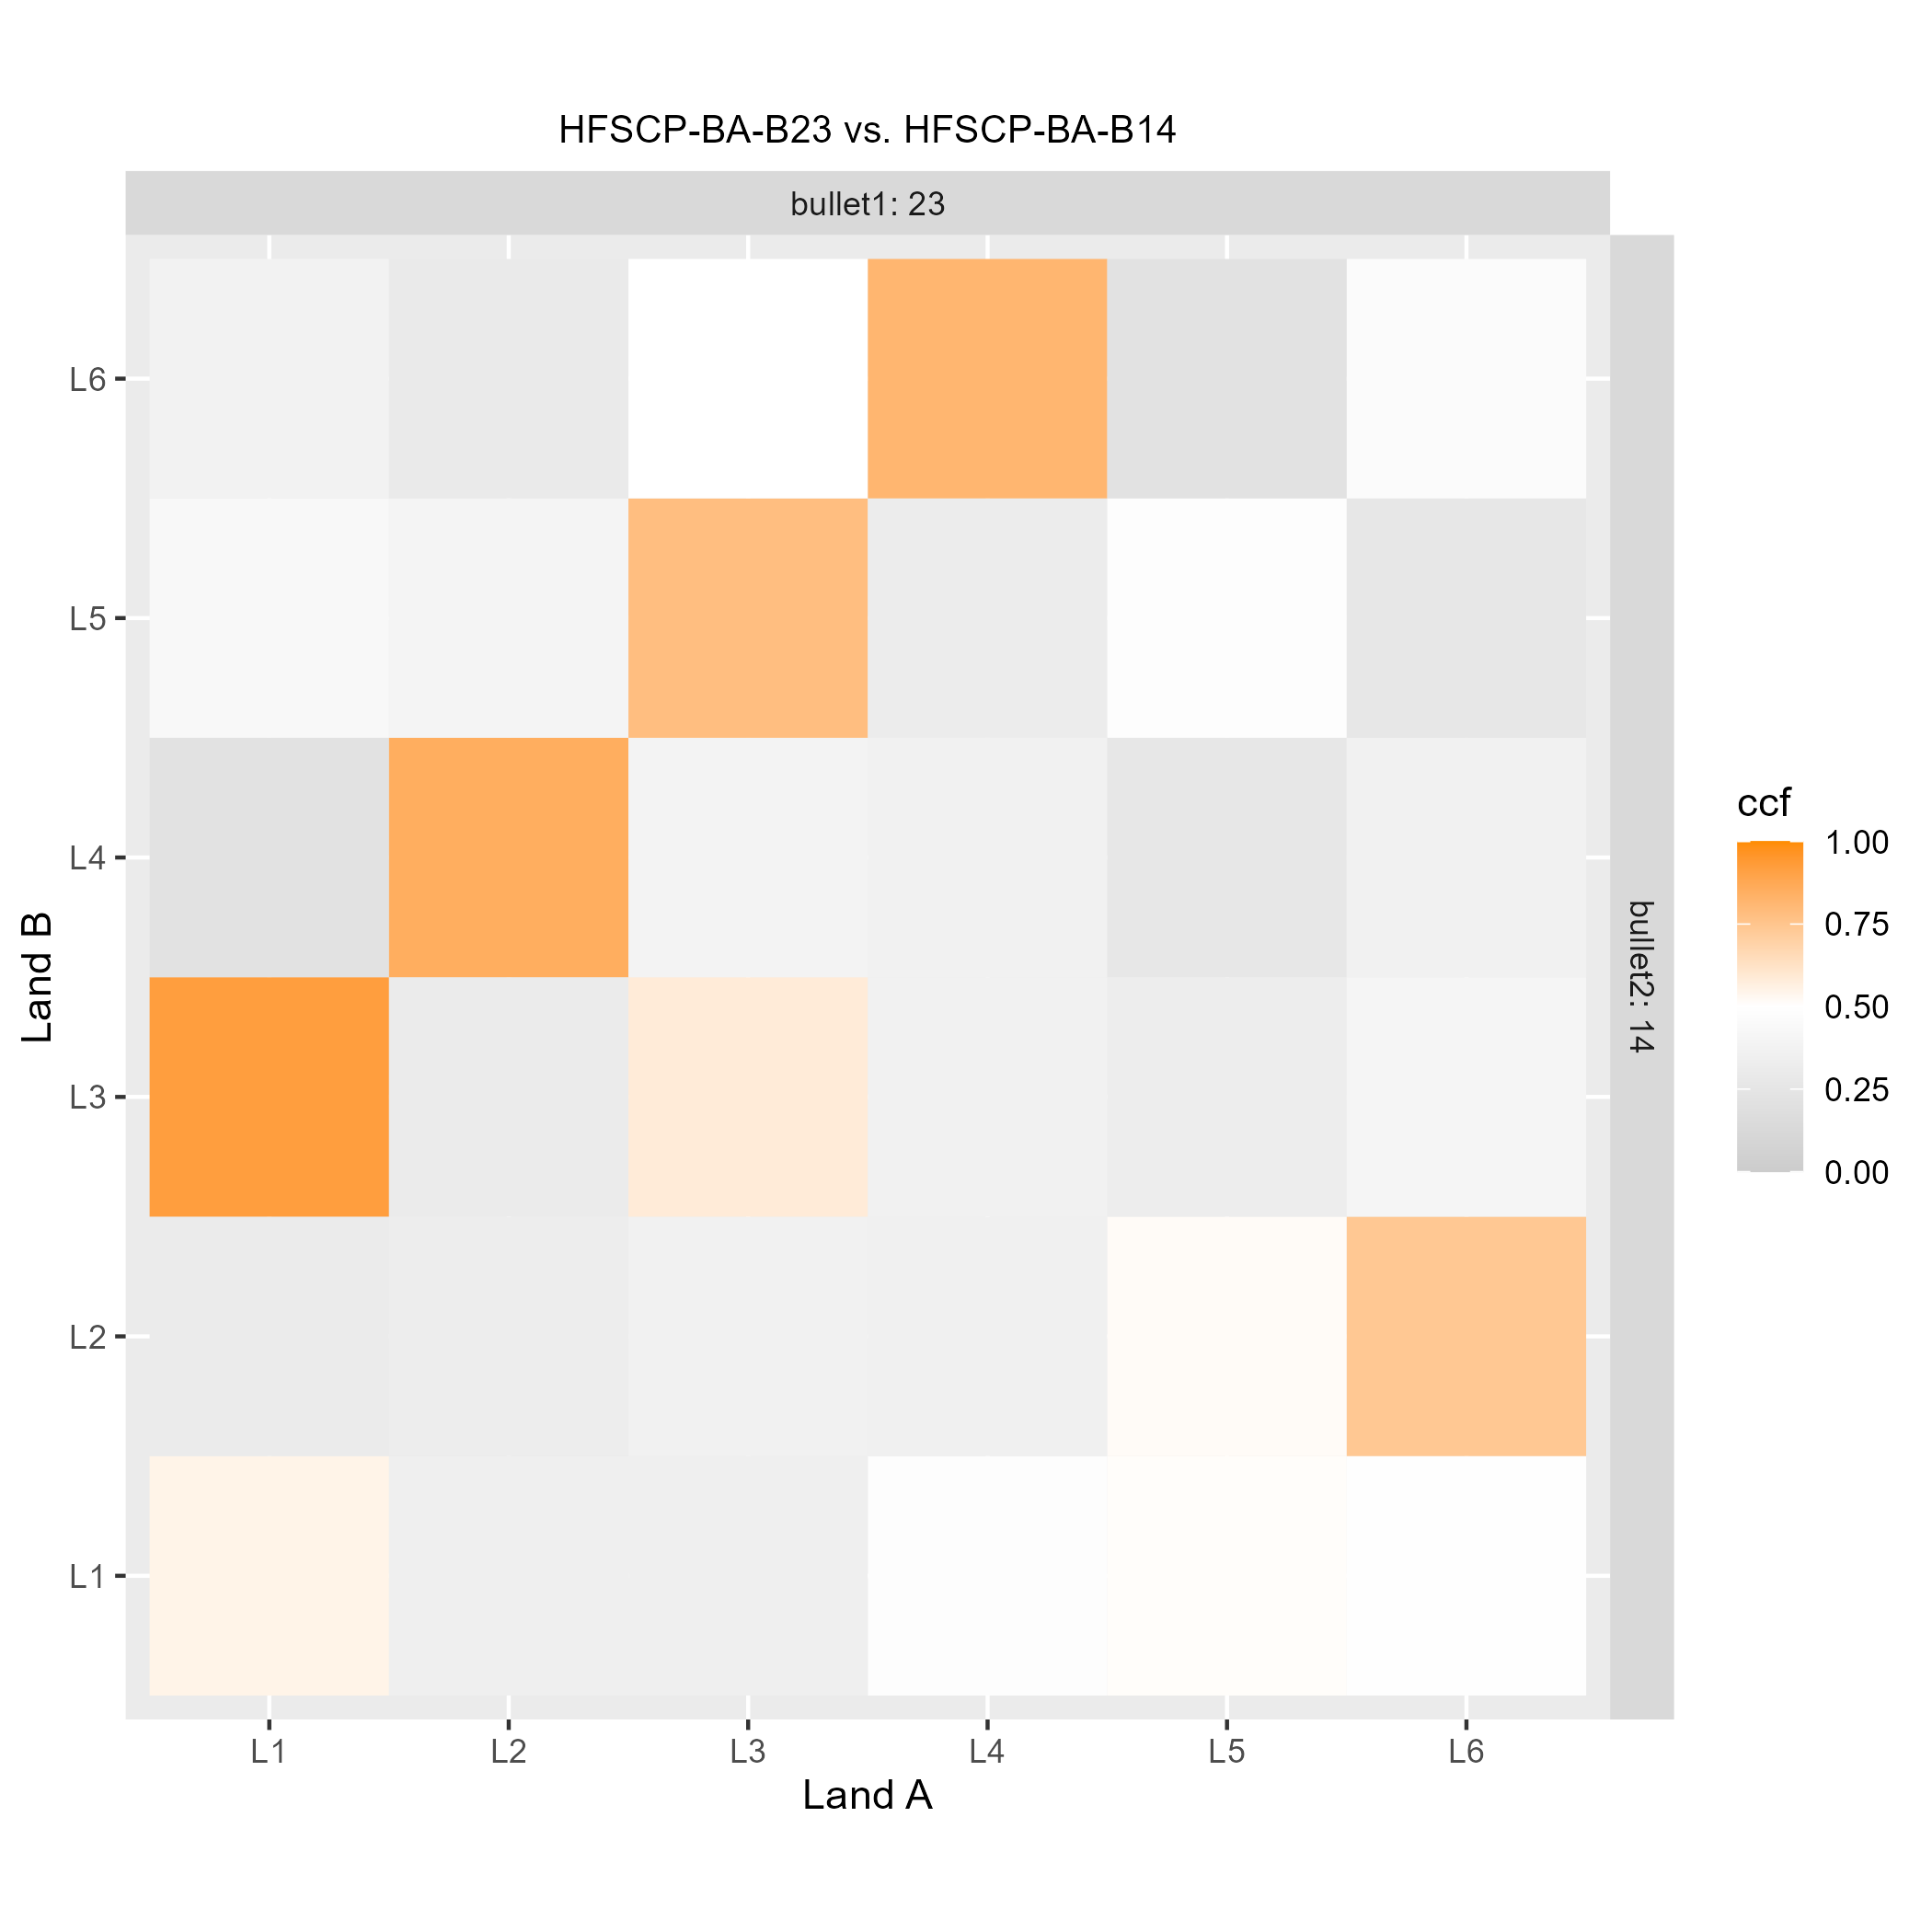 HFSCP-BA-B23 vs. HFSCP-BA-B14
bullet1: 23
L6
L5
L4
L3
L2
L1
Land B
L1 L2 L3 L4 L5 L6
Land A
bullet2: 14
ccf
1.00
0.75
0.50
0.25
0.00